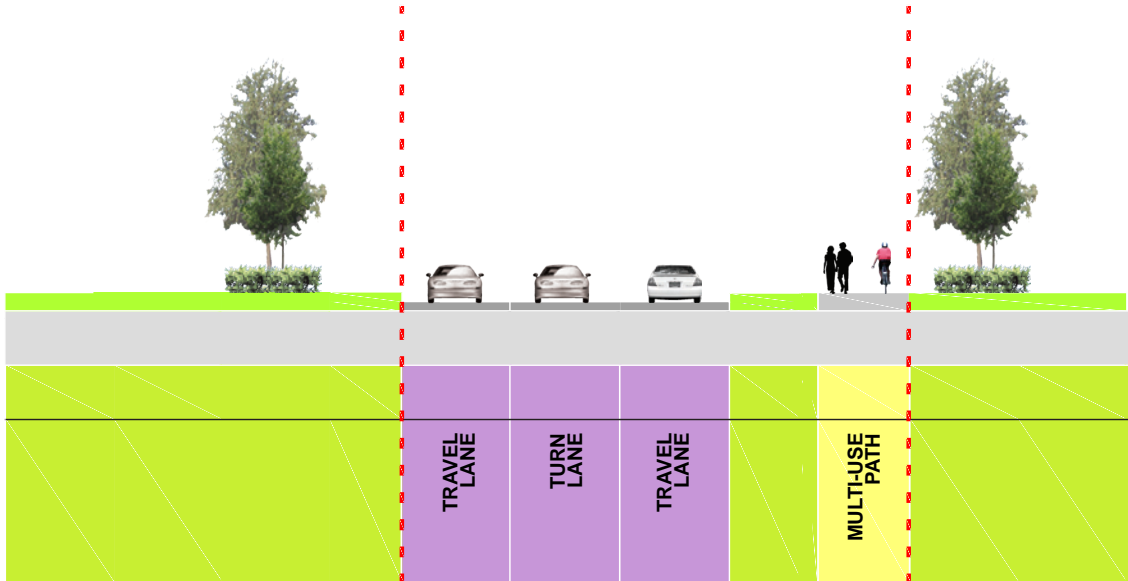 TRAVEL
LANE
TURN
LANE
TRAVEL
LANE
MULTI-USE
PATH